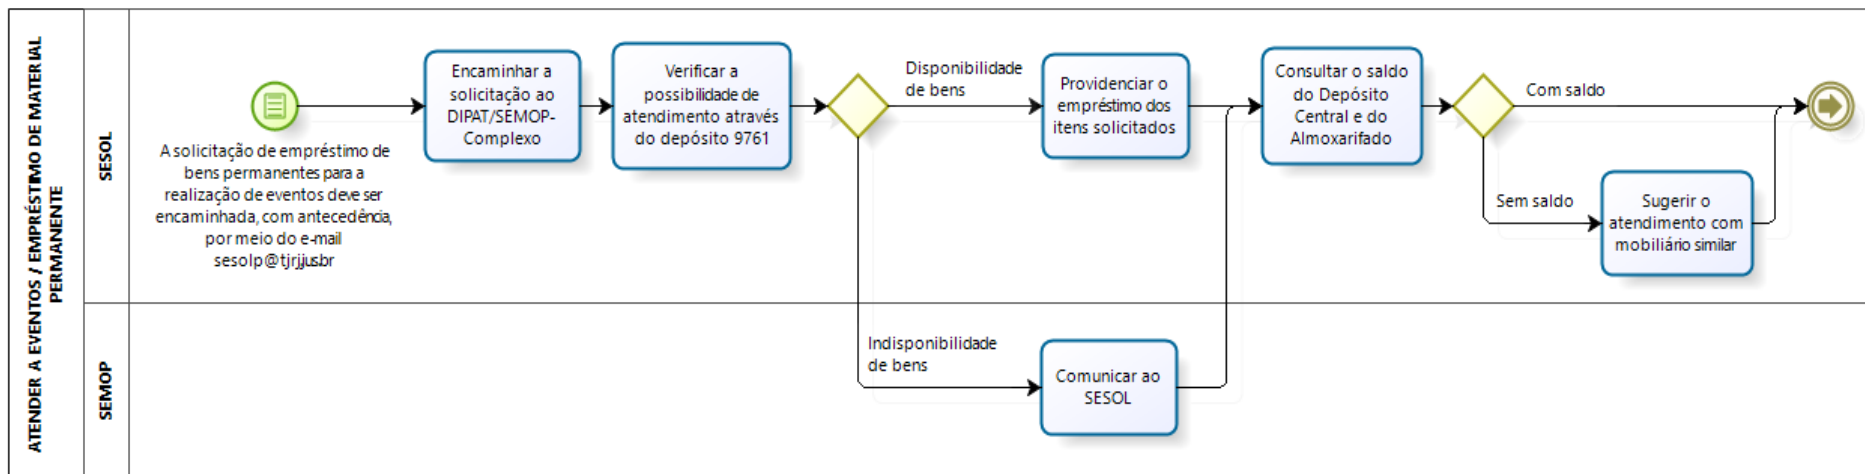 ATENDER A EVENTOS / EMPRÉSTIMO DE MATERIAL
PERMANENTE
SESOL
A solicitação de empréstimo de
bens permanentes para a
realização de eventos deve ser
encaminhada, com antecedência,
por meio do e-mail
sesolp@tjrj.jus.br
Encaminhar a
solicitação ao
DIPAT/SEMOP-
Complexo
Verificar a
possibilidade de
atendimento através
do depósito 9761
Disponibilidade
de bens
Providenciar o
empréstimo dos
itens solicitados
Consultar o saldo
do Depósito
Central e do
Almoxarifado
Com saldo
Sem saldo
Sugerir o
atendimento com
mobiliário similar
SEMOP
Indisponibilidade
de bens
Comunicar ao
SESOL